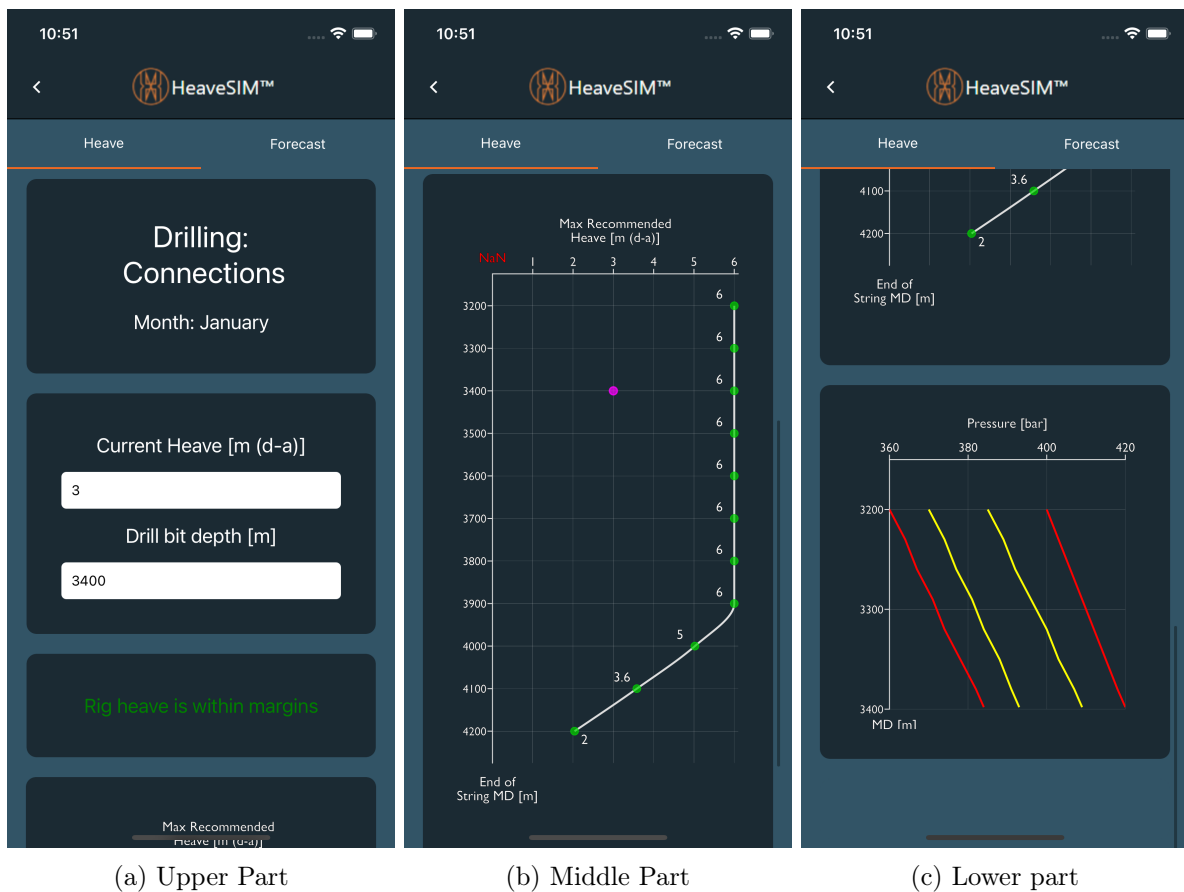 10:51
HeaveSIM™
Heave
Forecast
Drilling:
Connections
Month: January
Current Heave [m (d-a)]
3
Drill bit depth [m]
3400
Rig heave is within margins
Max Recommended
Heave [m (d-a)]
(a) Upper Part
10:51
HeaveSIM™
Heave
Forecast
Max Recommended
Heave [m (d-a)]
NaN 1 2 3 4 5 6
6
3200
6
3300
6
3400
6
3500
6
3600
6
3700
6
3800
6
3900
5
4000
3.6
4100
4200
2
End of
String MD [m]
(b) Middle Part
10:51
HeaveSIM™
Heave
Forecast
3.6
4100
4200
2
End of
String MD [m]
Pressure [bar]
360 380 400 420
3200
3300
3400
MD [m]
(c) Lower part